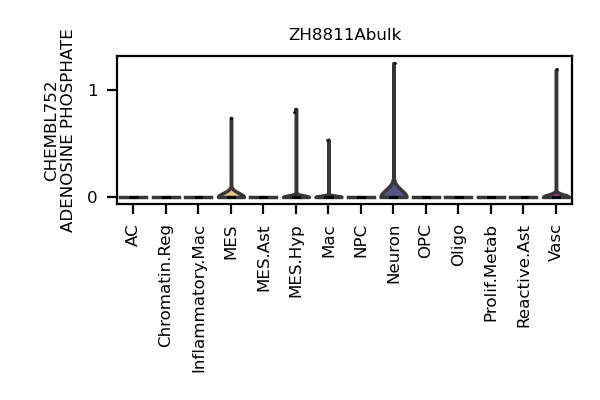 ZH8811Abulk
CHEMBL752
ADENOSINE PHOSPHATE
1
0
AC
Chromatin.Reg
Inflammatory.Mac
MES
MES.Ast
MES.Hyp
Mac
NPC
Neuron
OPC
Oligo
Prolif.Metab
Reactive.Ast
Vasc